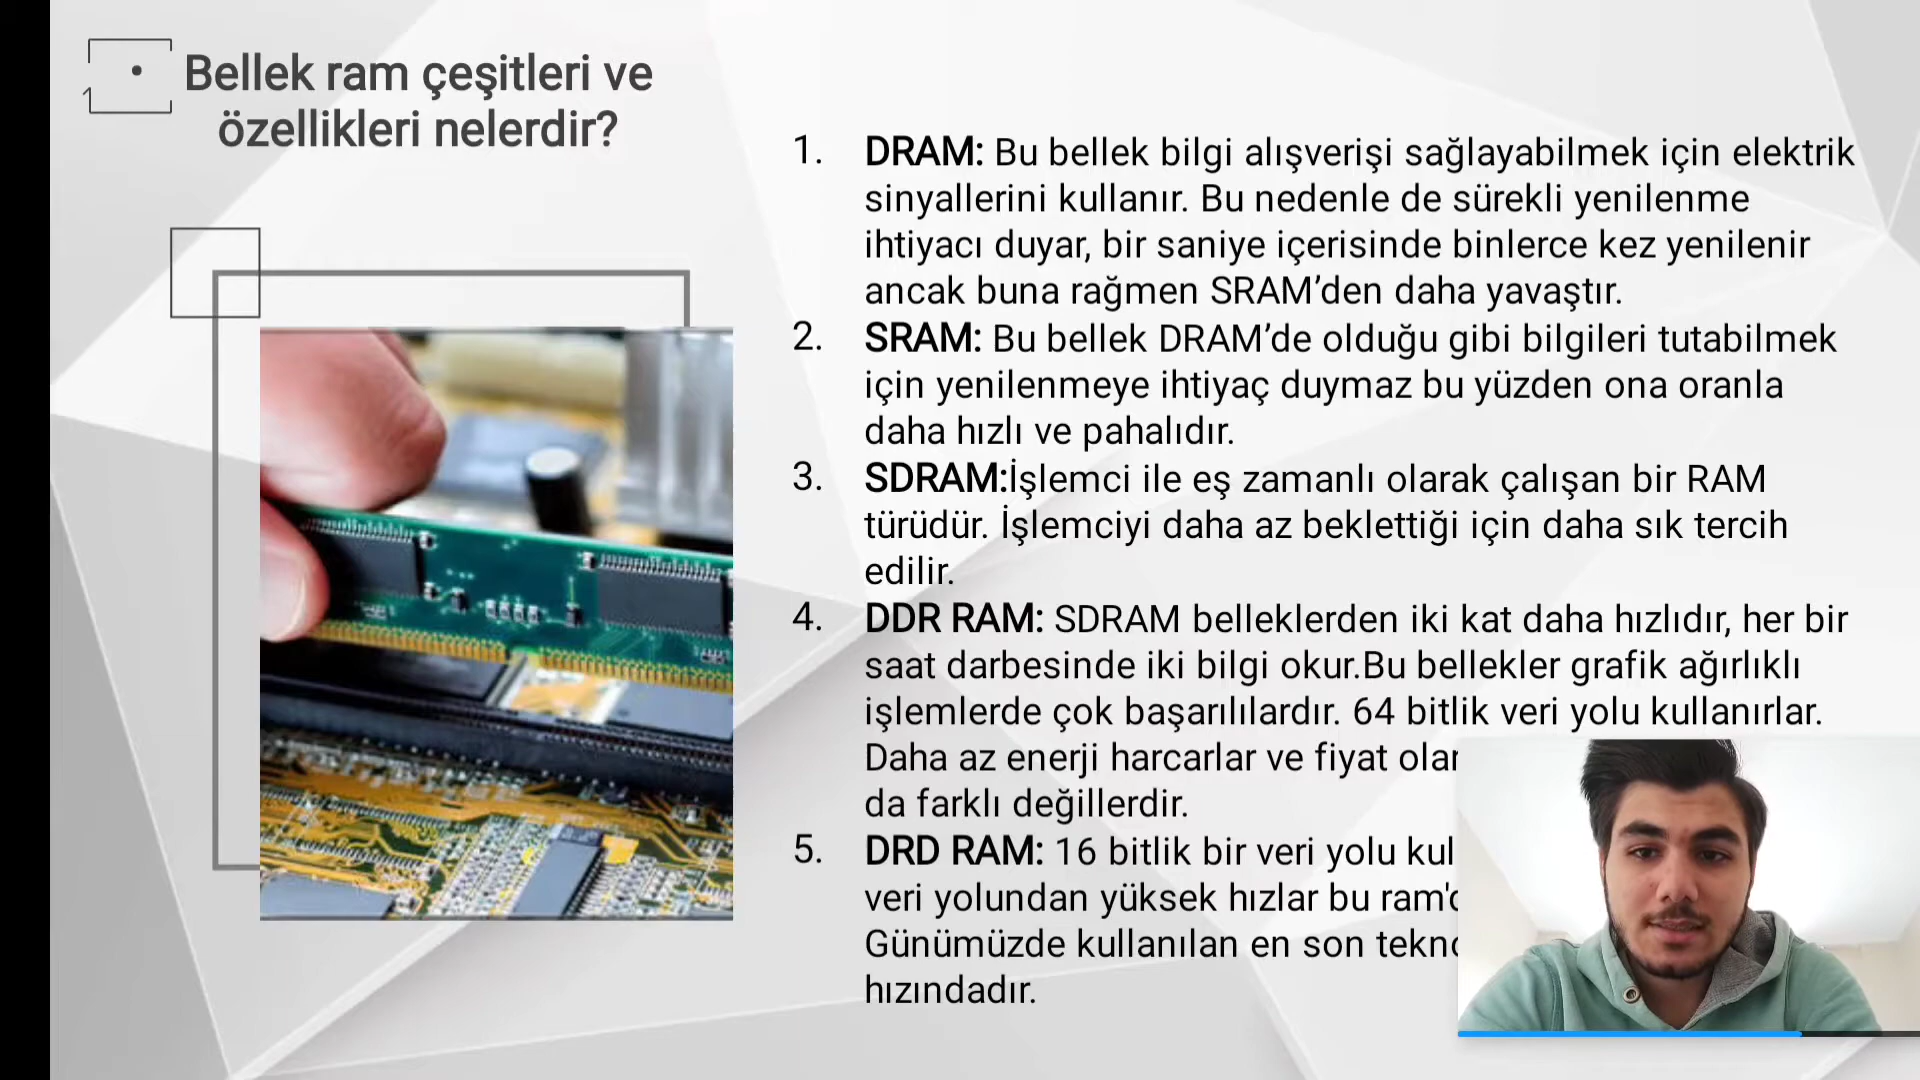 Bellek ram çeşitleri ve
özellikleri nelerdir?
1. DRAM: Bu bellek bilgi alışverişi sağlayabilmek için elektrik
sinyallerini kullanır. Bu nedenle de sürekli yenilenme
ihtiyacı duyar, bir saniye içerisinde binlerce kez yenilenir
ancak buna rağmen SRAM’den daha yavaştır.
2. SRAM: Bu bellek DRAM’de olduğu gibi bilgileri tutabilmek
için yenilenmeye ihtiyaç duymaz bu yüzden ona oranla
daha hızlı ve pahalıdır.
3. SDRAM:İşlemci ile eş zamanlı olarak çalışan bir RAM
türüdür. İşlemciyi daha az beklettiği için daha sık tercih
edilir.
4. DDR RAM: SDRAM belleklerden iki kat daha hızlıdır, her bir
saat darbesinde iki bilgi okur.Bu bellekler grafik ağırlıklı
işlemlerde çok başarılılardır. 64 bitlik veri yolu kullanırlar.
Daha az enerji harcarlar ve fiyat
da farklı değillerdir.
5. DRD RAM: 16 bitlik bir veri yolu
veri yolundan yüksek hızlar bu
Günümüzde kullanılan en son
hızındadır.